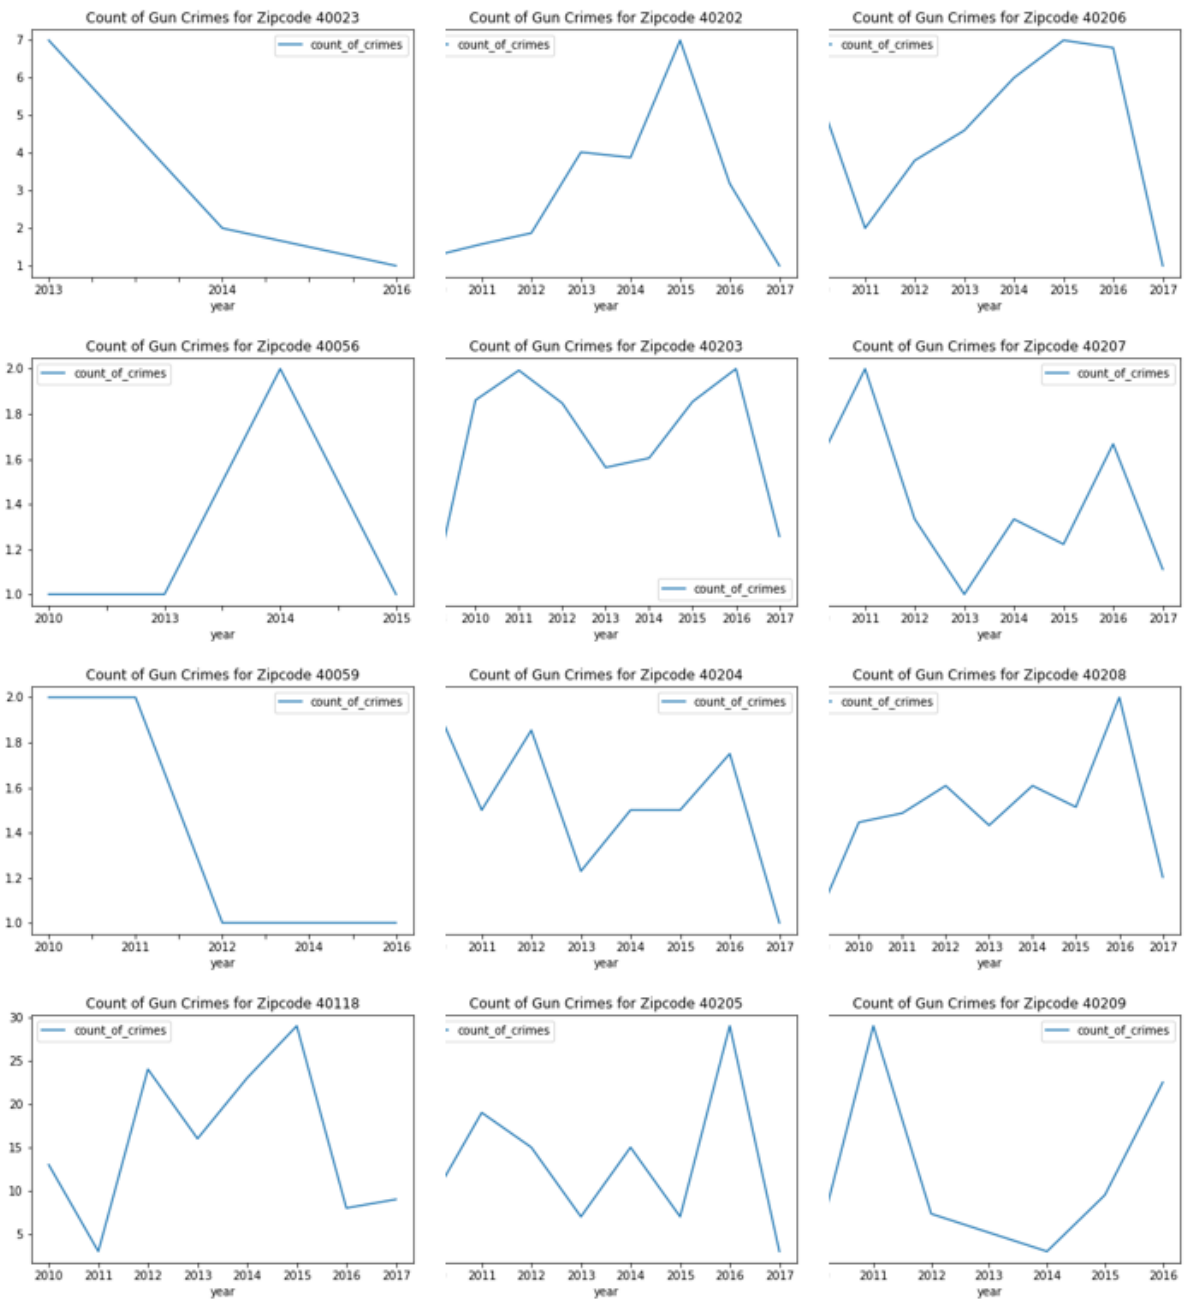 Count of Gun Crimes for Zipcode 40023
count_of_crimes
7
6
5
4
3
2
1
2013 2014 2016
year
Count of Gun Crimes for Zipcode 40202
count_of_crimes
2011 2012 2013 2014 2015 2016 2017
year
Count of Gun Crimes for Zipcode 40206
count_of_crimes
2011 2012 2013 2014 2015 2016 2017
year
Count of Gun Crimes for Zipcode 40056
count_of_crimes
2.0
1.8
1.6
1.4
1.2
1.0
2010 2013 2014 2015
year
Count of Gun Crimes for Zipcode 40203
count_of_crimes
2010 2011 2012 2013 2014 2015 2016 2017
year
Count of Gun Crimes for Zipcode 40207
count_of_crimes
2011 2012 2013 2014 2015 2016 2017
year
Count of Gun Crimes for Zipcode 40059
count_of_crimes
2.0
1.8
1.6
1.4
1.2
1.0
2010 2011 2012 2014 2016
year
Count of Gun Crimes for Zipcode 40204
count_of_crimes
2011 2012 2013 2014 2015 2016 2017
year
Count of Gun Crimes for Zipcode 40208
count_of_crimes
2010 2011 2012 2013 2014 2015 2016 2017
year
Count of Gun Crimes for Zipcode 40118
count_of_crimes
30
25
20
15
10
5
2010 2011 2012 2013 2014 2015 2016 2017
year
Count of Gun Crimes for Zipcode 40205
count_of_crimes
2011 2012 2013 2014 2015 2016 2017
year
Count of Gun Crimes for Zipcode 40209
count_of_crimes
2011 2012 2013 2014 2015 2016
year